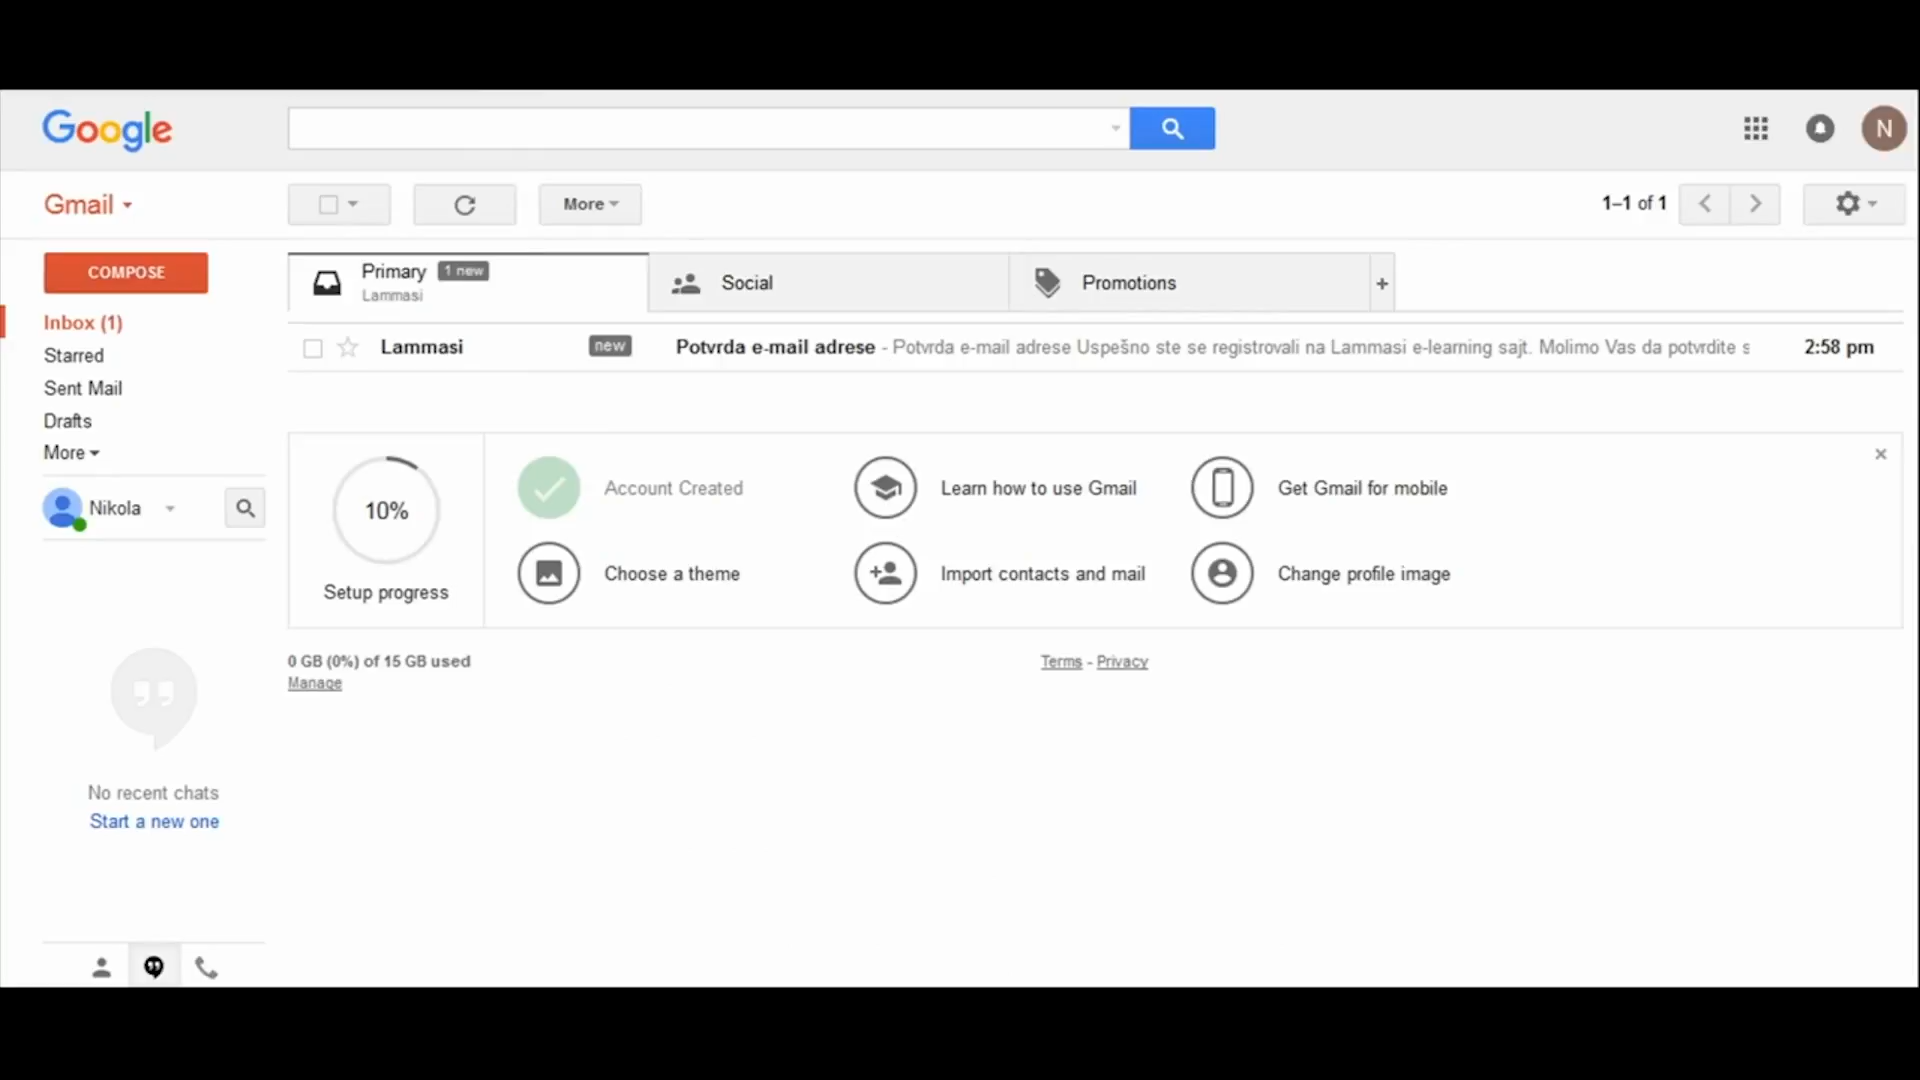 Google
N
Gmail
More
1–1 of 1
COMPOSE
Primary 1 new
Lammasi
Social
Promotions
+
Inbox (1)
Starred
Sent Mail
Drafts
More
Lammasi new Potvrda e-mail adrese - Potvrda e-mail adrese Uspešno ste se registrovali na Lammasi e-learning sajt. Molimo Vas da potvrdite s 2:58 pm
Nikola
10%
Setup progress
Account Created
Learn how to use Gmail
Get Gmail for mobile
Choose a theme
Import contacts and mail
Change profile image
0 GB (0%) of 15 GB used
Manage
Terms - Privacy
No recent chats
Start a new one